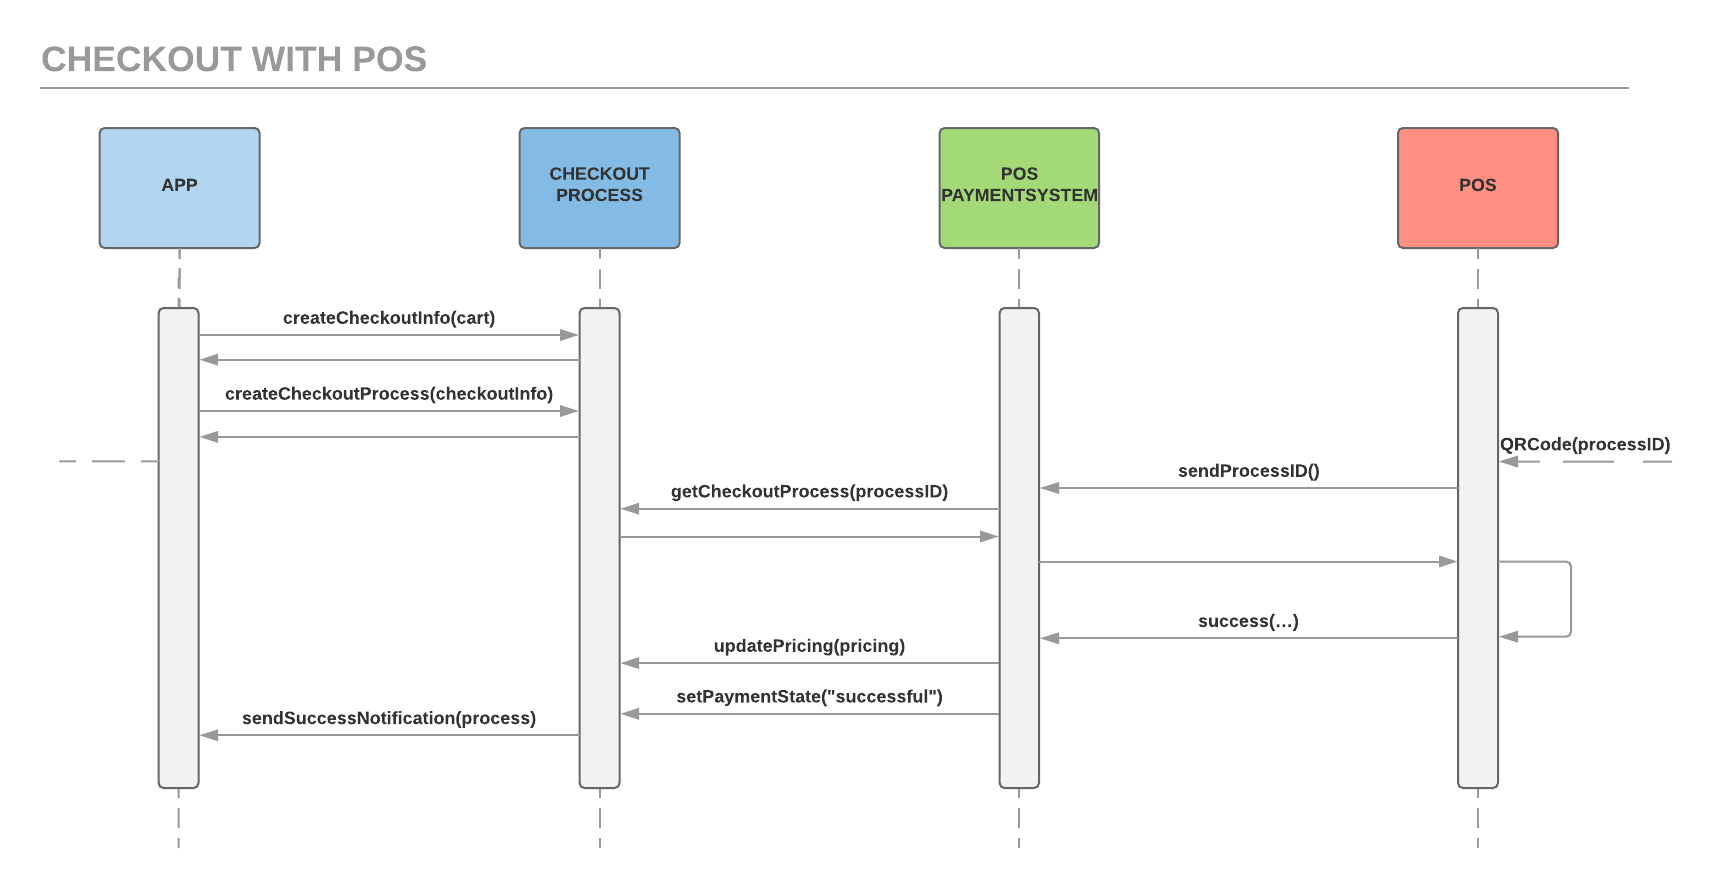 CHECKOUT WITH POS
APP
CHECKOUT
PROCESS
POS
PAYMENTSYSTEM
POS
createCheckoutInfo(cart)
createCheckoutProcess(checkoutInfo)
QRCode(processID)
sendProcessID()
getCheckoutProcess(processID)
success(...)
updatePricing(pricing)
setPaymentState("successful")
sendSuccessNotification(process)